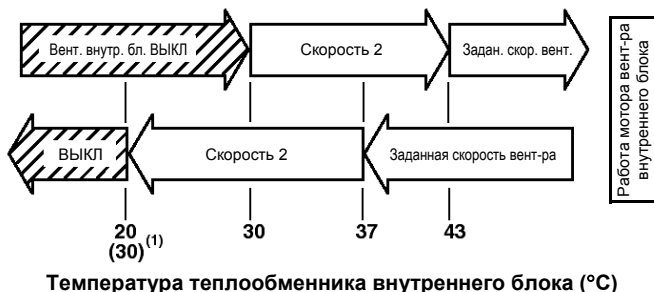 Вент. внутр. бл. ВЫКЛ
Скорость 2
Задан. скор. вент.
ВЫКЛ
Скорость 2
Заданная скорость вент-ра
Работа мотора вент-ра
внутреннего блока
20
(30)(1)
30
37
43
Температура теплообменника внутреннего блока (°C)